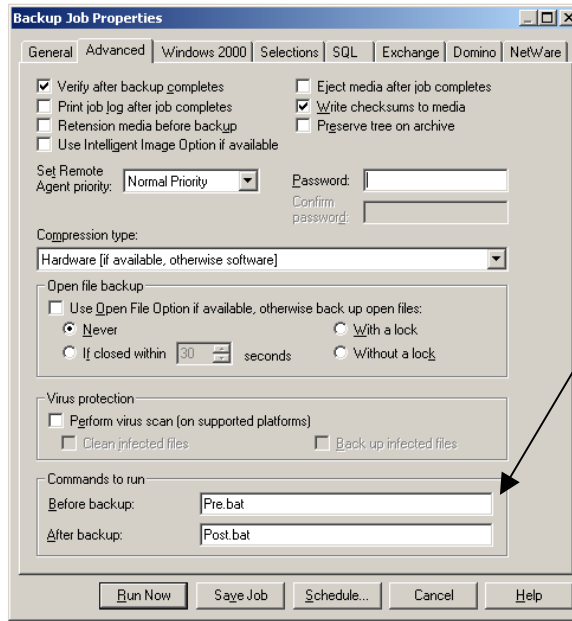 Backup Job Properties
General Advanced Windows 2000 Selections SQL Exchange Domino NetWare
Verify after backup completes Eject media after job completes
Print job log after job completes Write checksums to media
Retension media before backup Preserve tree on archive
Use Intelligent Image Option if available
Set Remote
Agent priority: Normal Priority Password:
Confirm
password:
Compression type:
Hardware [if available, otherwise software]
Open file backup
Use Open File Option if available, otherwise back up open files:
Never With a lock
If closed within 30 seconds Without a lock
Virus protection
Perform virus scan (on supported platforms)
Clean infected files Back up infected files
Commands to run
Before backup: Pre.bat
After backup: Post.bat
Run Now Save Job Schedule... Cancel Help